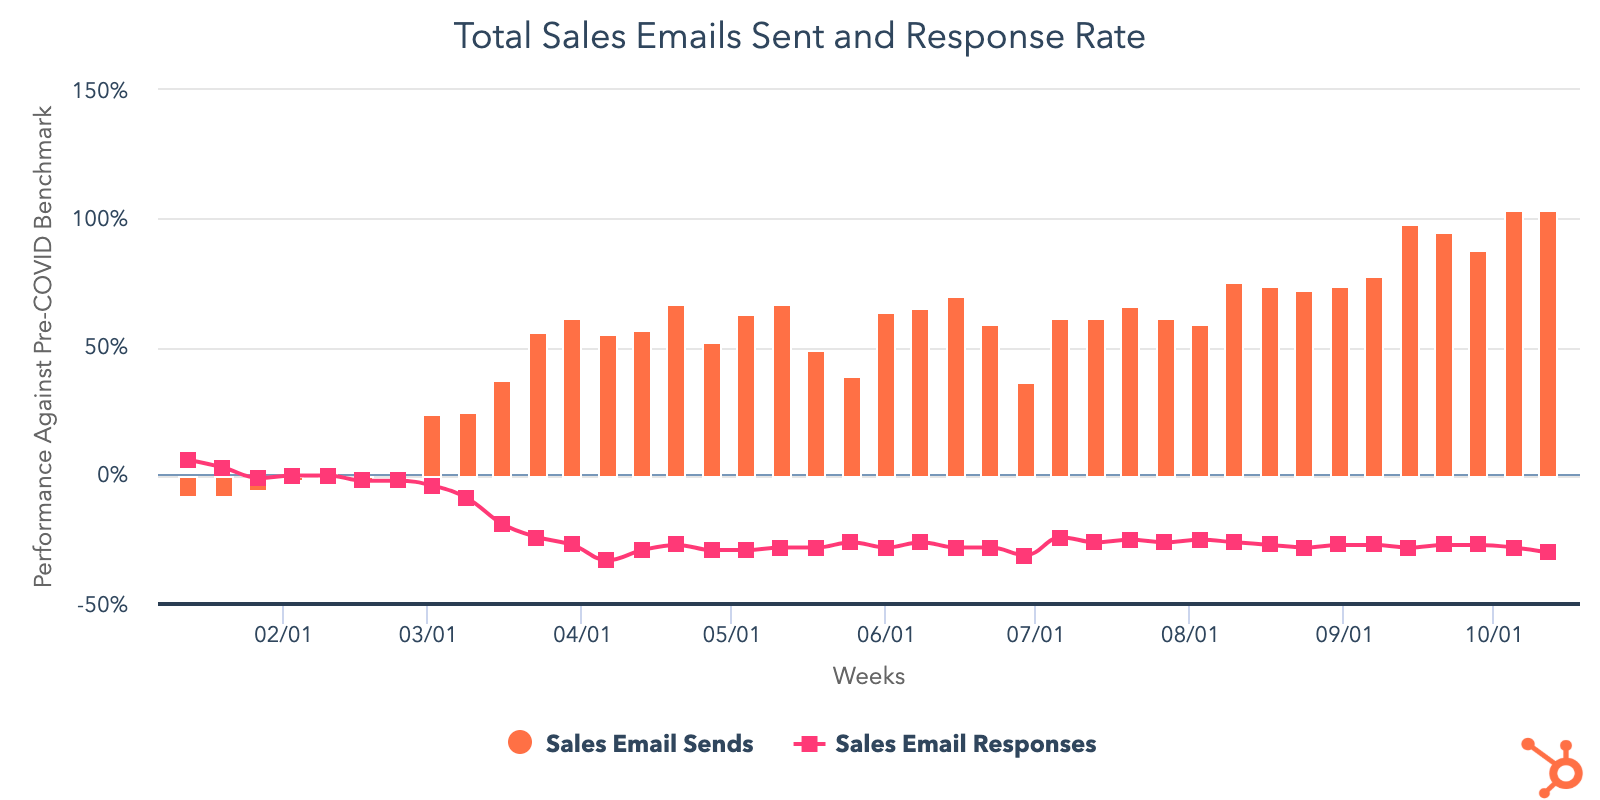 Total Sales Emails Sent and Response Rate
Performance Against Pre-COVID Benchmark
150%
100%
50%
0%
-50%
02/01 03/01 04/01 05/01 06/01 07/01 08/01 09/01 10/01
Weeks
Sales Email Sends Sales Email Responses